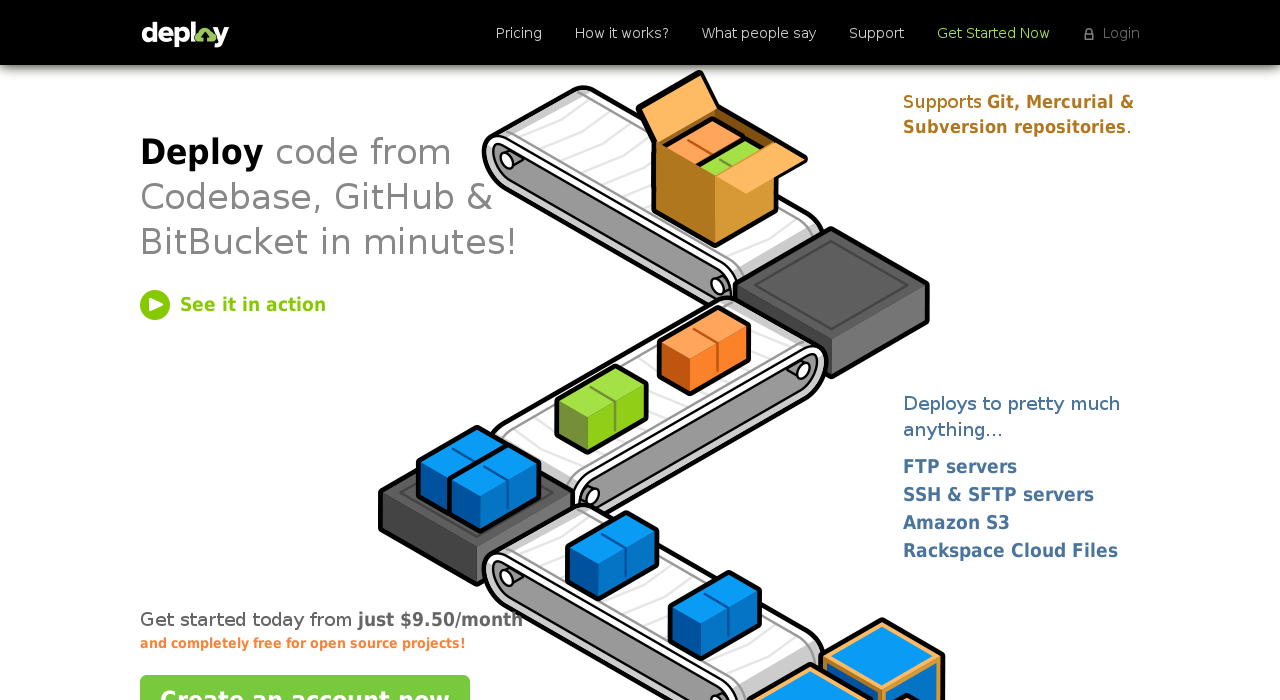 deploy
Pricing
How it works?
What people say
Support
Get Started Now
Login
Supports Git, Mercurial &
Subversion repositories.
Deploy code from
Codebase, GitHub &
BitBucket in minutes!
See it in action
Deploys to pretty much
anything...
FTP servers
SSH & SFTP servers
Amazon S3
Rackspace Cloud Files
Get started today from just $9.50/month
and completely free for open source projects!
Create an account now